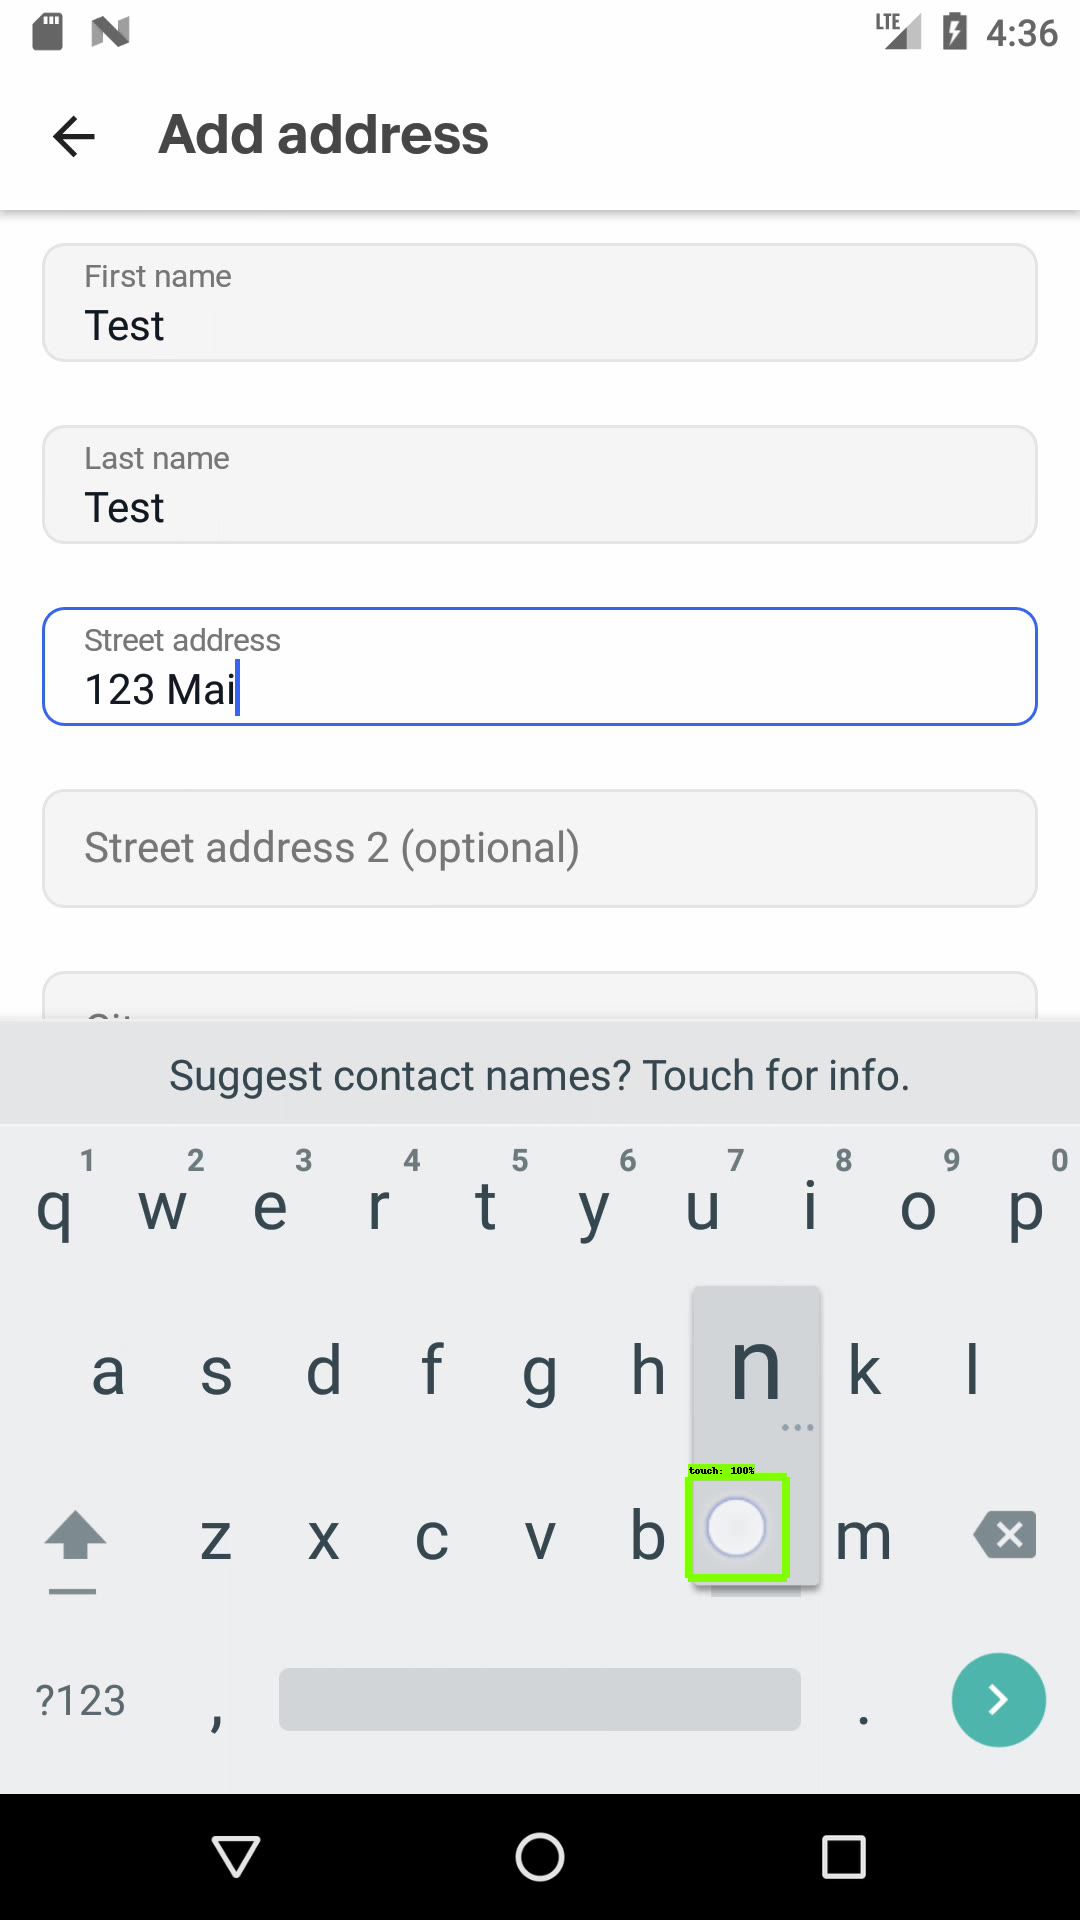 LTE 4:36
Add address
First name
Test
Last name
Test
Street address
123 Mai
Street address 2 (optional)
City
Suggest contact names? Touch for info.
1 2 3 4 5 6 7 8 9 0
q w e r t y u i o p
a s d f g h n k l
touch: 100%
z x c v b m
?123 , .